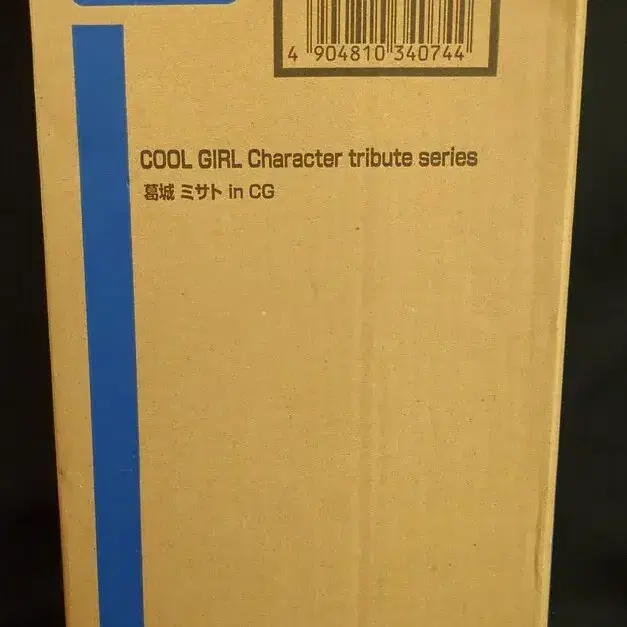 4 904810 340744
COOL GIRL Character tribute series
葛城 ミサト in CG